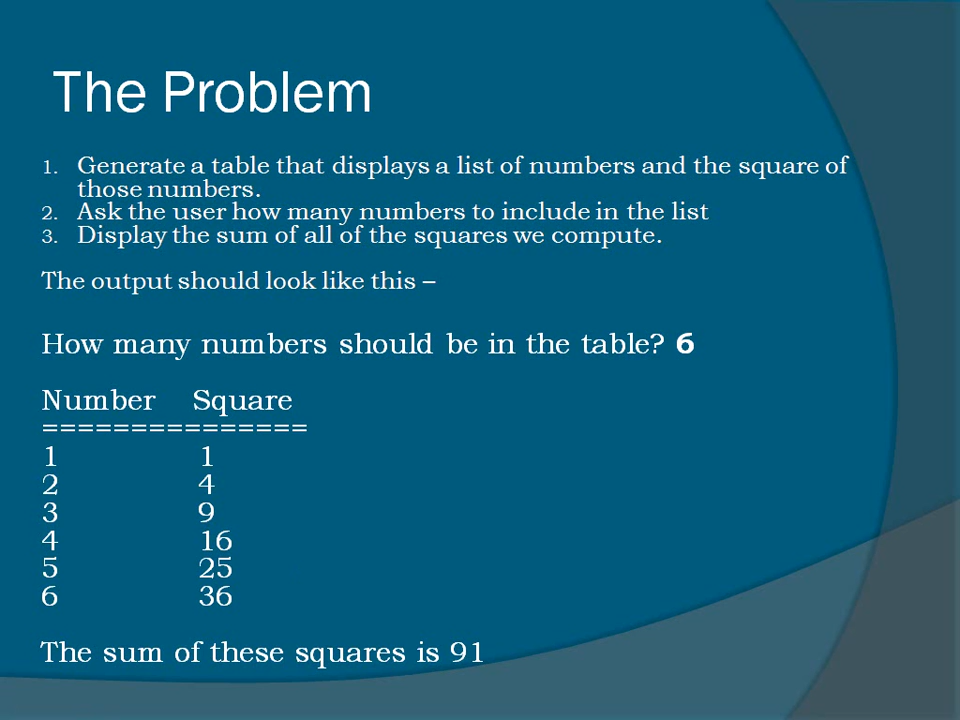 The Problem
1. Generate a table that displays a list of numbers and the square of
those numbers.
2. Ask the user how many numbers to include in the list
3. Display the sum of all of the squares we compute.
The output should look like this –
How many numbers should be in the table? 6
Number Square
===============
1 1
2 4
3 9
4 16
5 25
6 36
The sum of these squares is 91